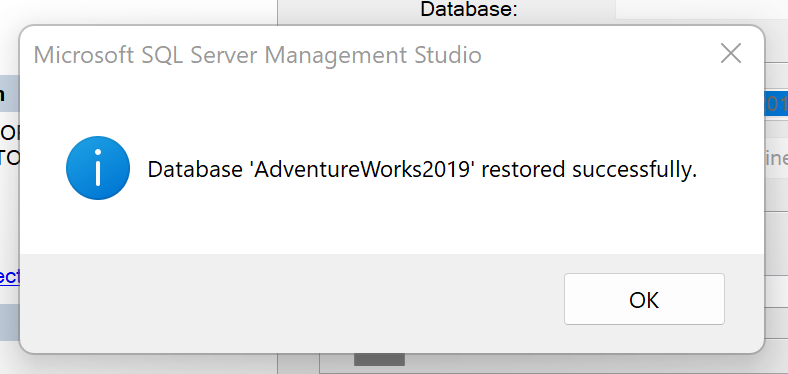 Database:
Microsoft SQL Server Management Studio
Database 'AdventureWorks2019' restored successfully.
OK